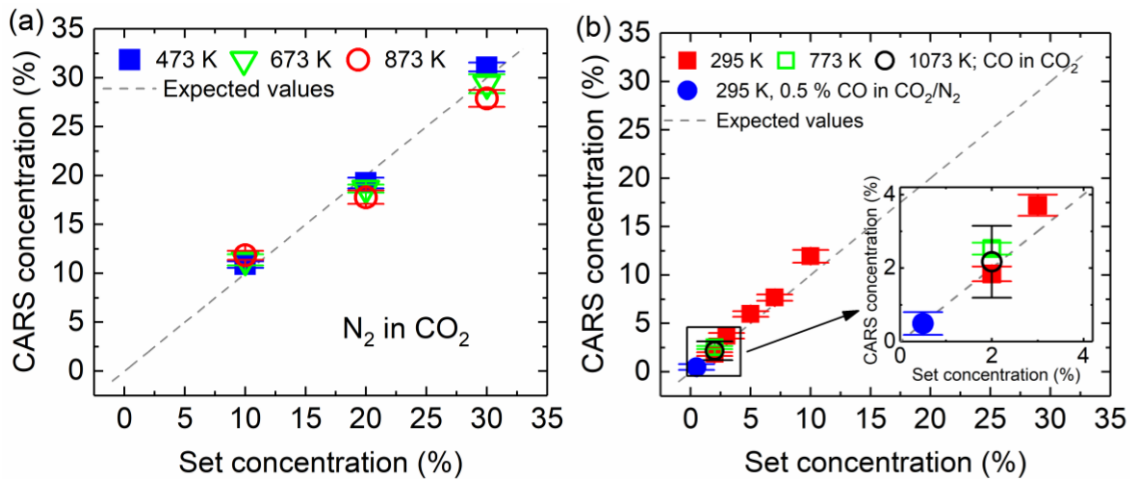 (a)
35
30
25
20
15
10
5
0
CARS concentration (%)
473 K 673 K 873 K
Expected values
N₂ in CO₂
0 5 10 15 20 25 30 35
Set concentration (%)
(b)
35
30
25
20
15
10
5
0
CARS concentration (%)
295 K 773 K 1073 K; CO in CO₂
295 K, 0.5 % CO in CO₂/N₂
Expected values
4
2
0
CARS concentration (%)
0 2 4
Set concentration (%)
0 5 10 15 20 25 30 35
Set concentration (%)